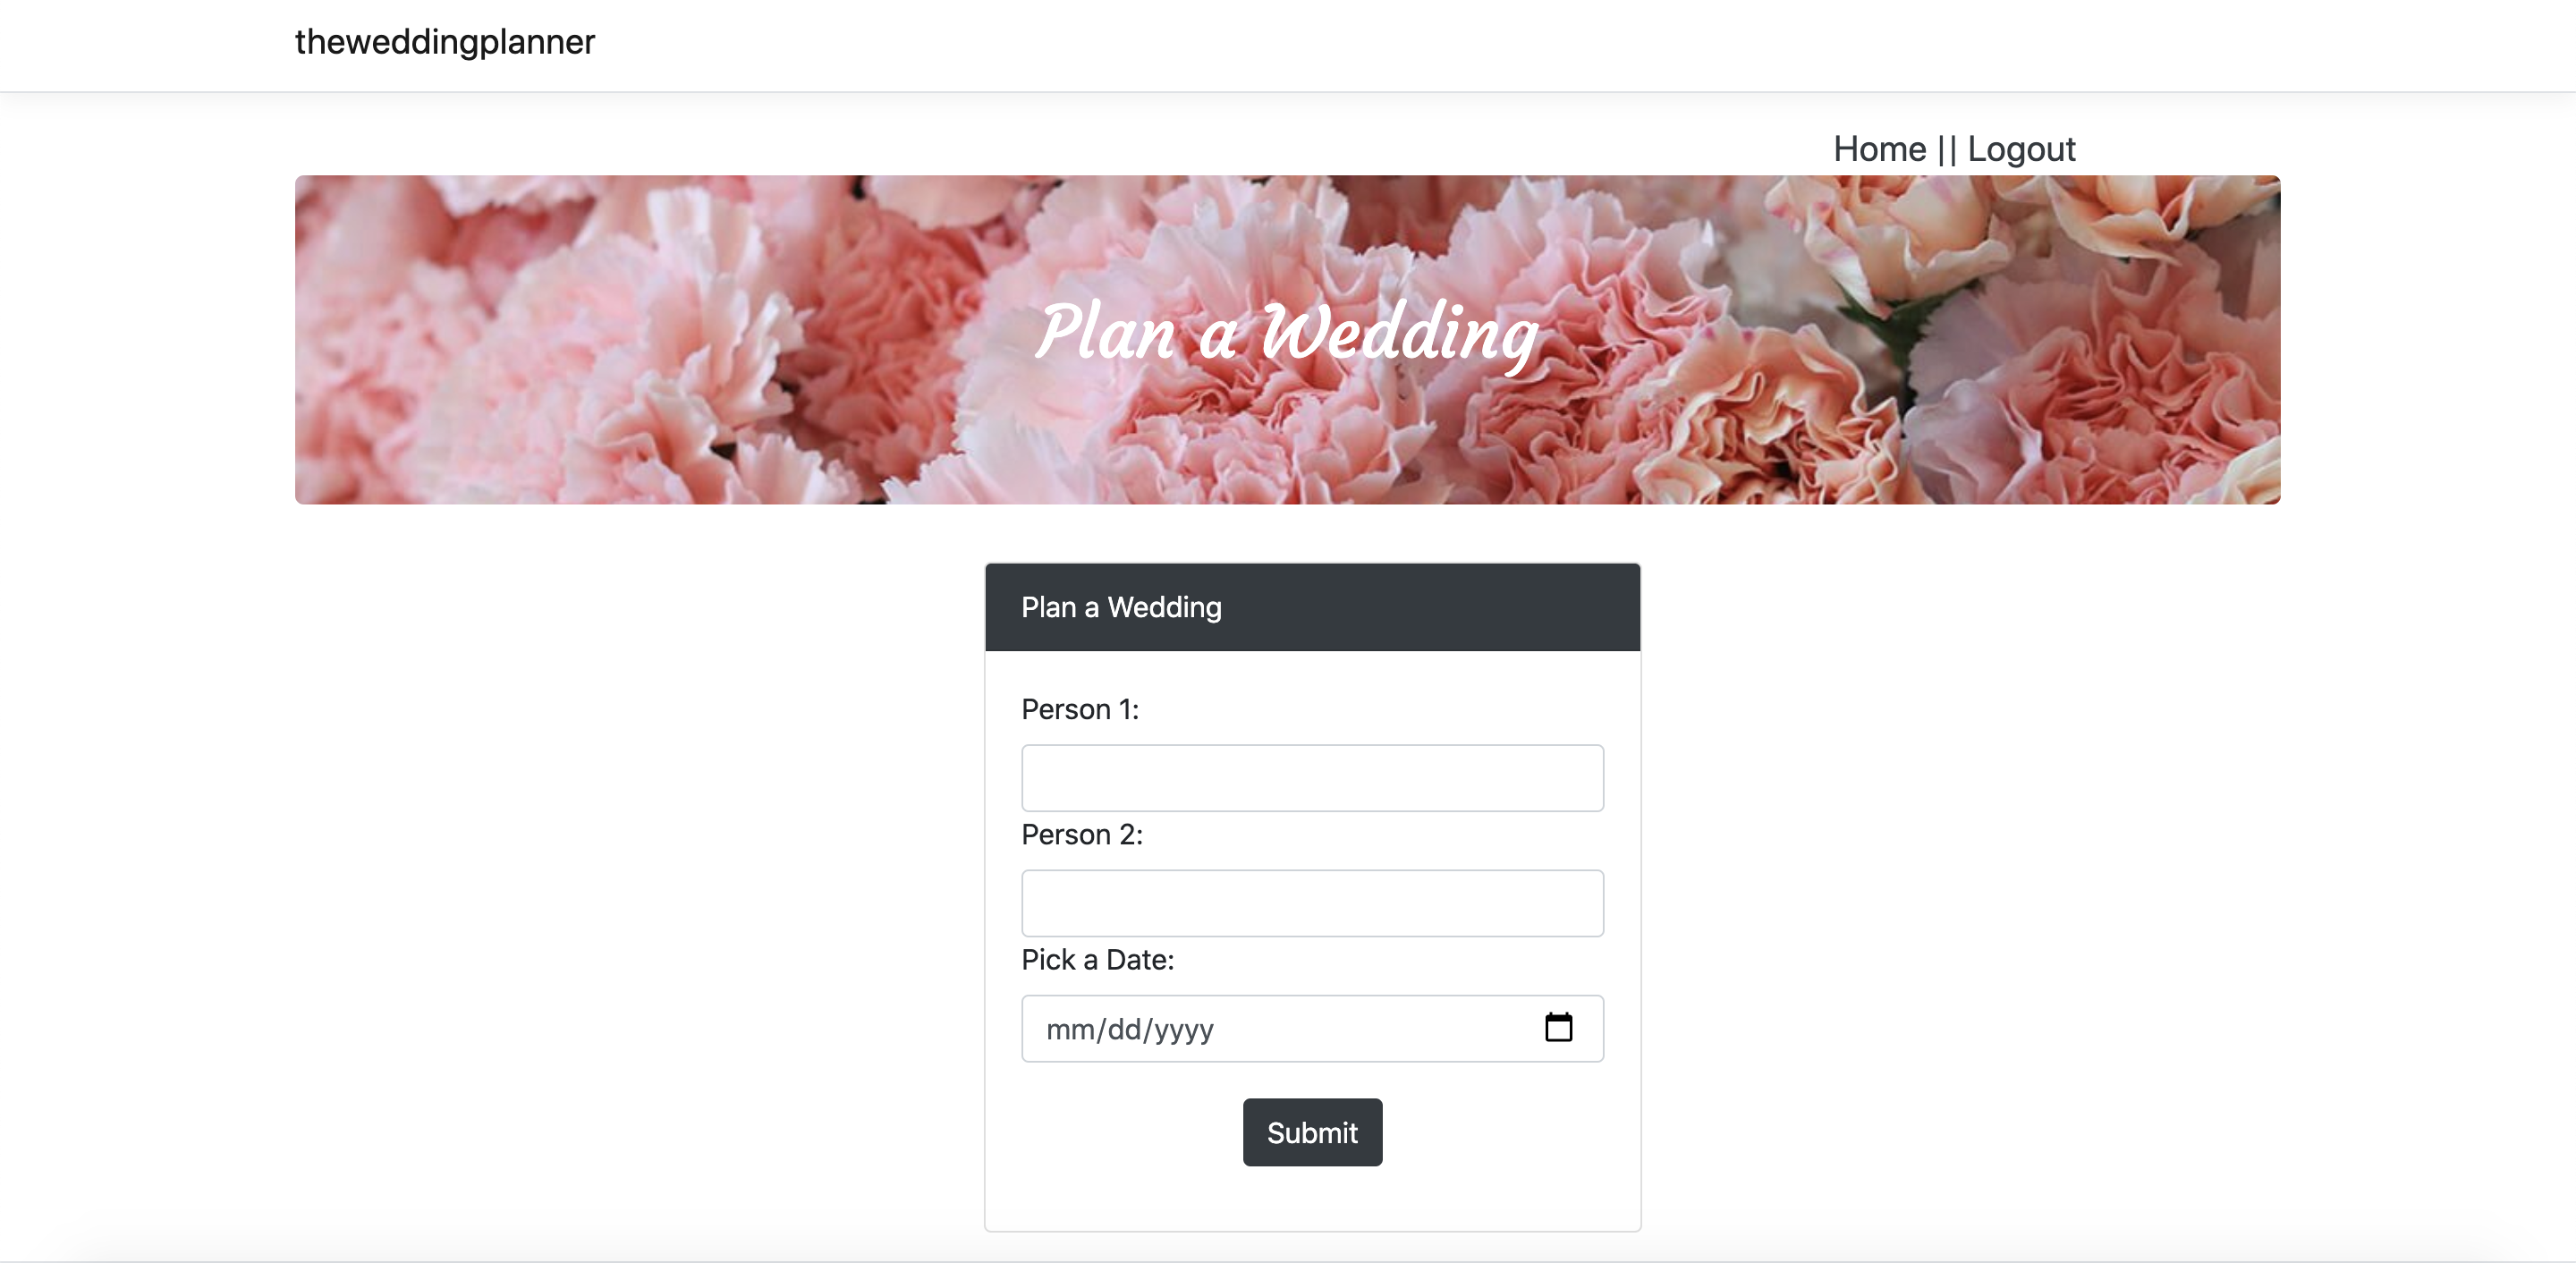 theweddingplanner
Home || Logout
Plan a Wedding
Plan a Wedding
Person 1:
Person 2:
Pick a Date:
mm/dd/yyyy
Submit